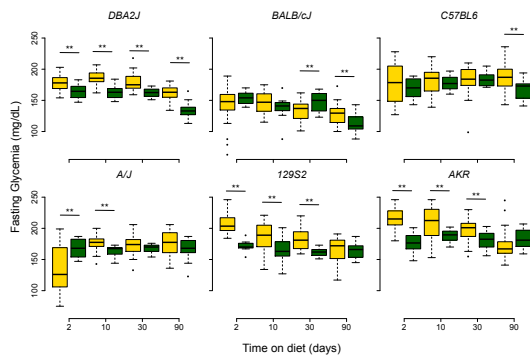 DBA2J BALB/cJ C57BL6
** ** ** ** ** ** **
250
200
150
100
A/J 129S2 AKR
** ** ** ** ** ** ** **
250
200
150
100
Fasting Glycemia (mg/dL)
2 10 30 90 2 10 30 90 2 10 30 90
Time on diet (days)